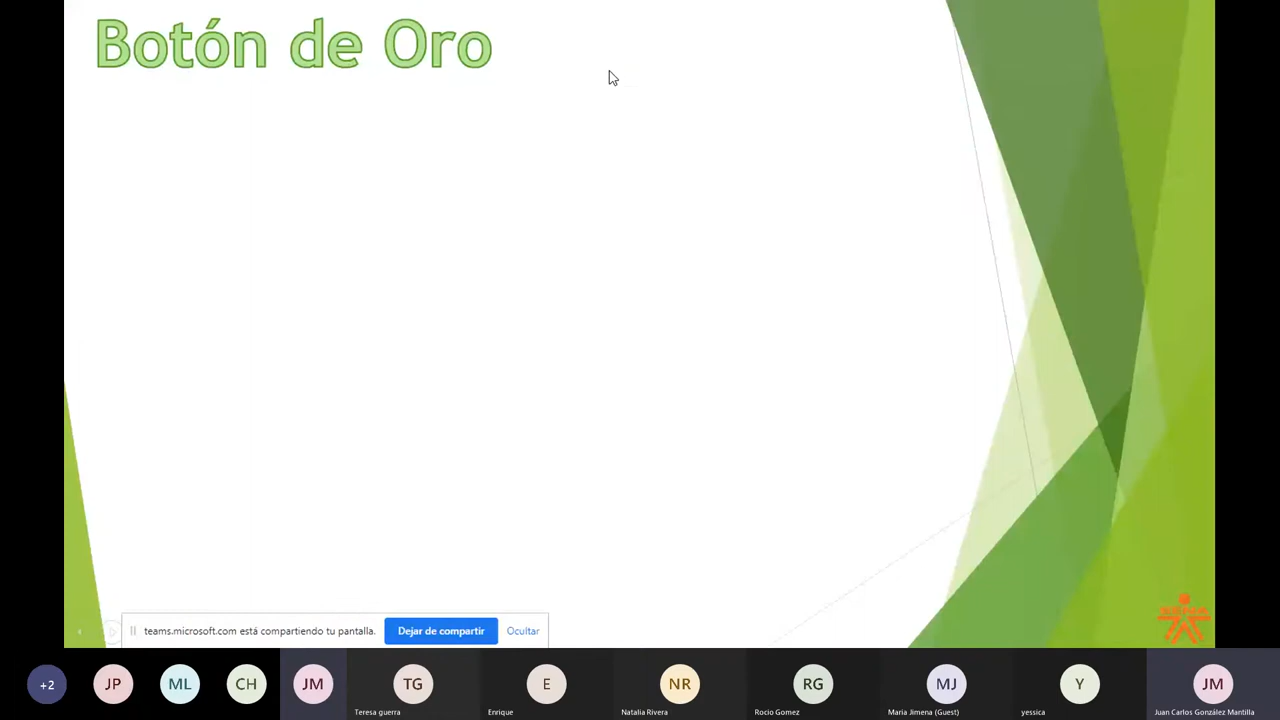 Botón de Oro
teams.microsoft.com está compartiendo tu pantalla.
Dejar de compartir
Ocultar
+2
JP
ML
CH
JM
TG
Teresa guerra
E
Enrique
NR
Natalia Rivera
RG
Rocio Gomez
MJ
Maria Jimena (Guest)
Y
yessica
JM
Juan Carlos González Mantilla